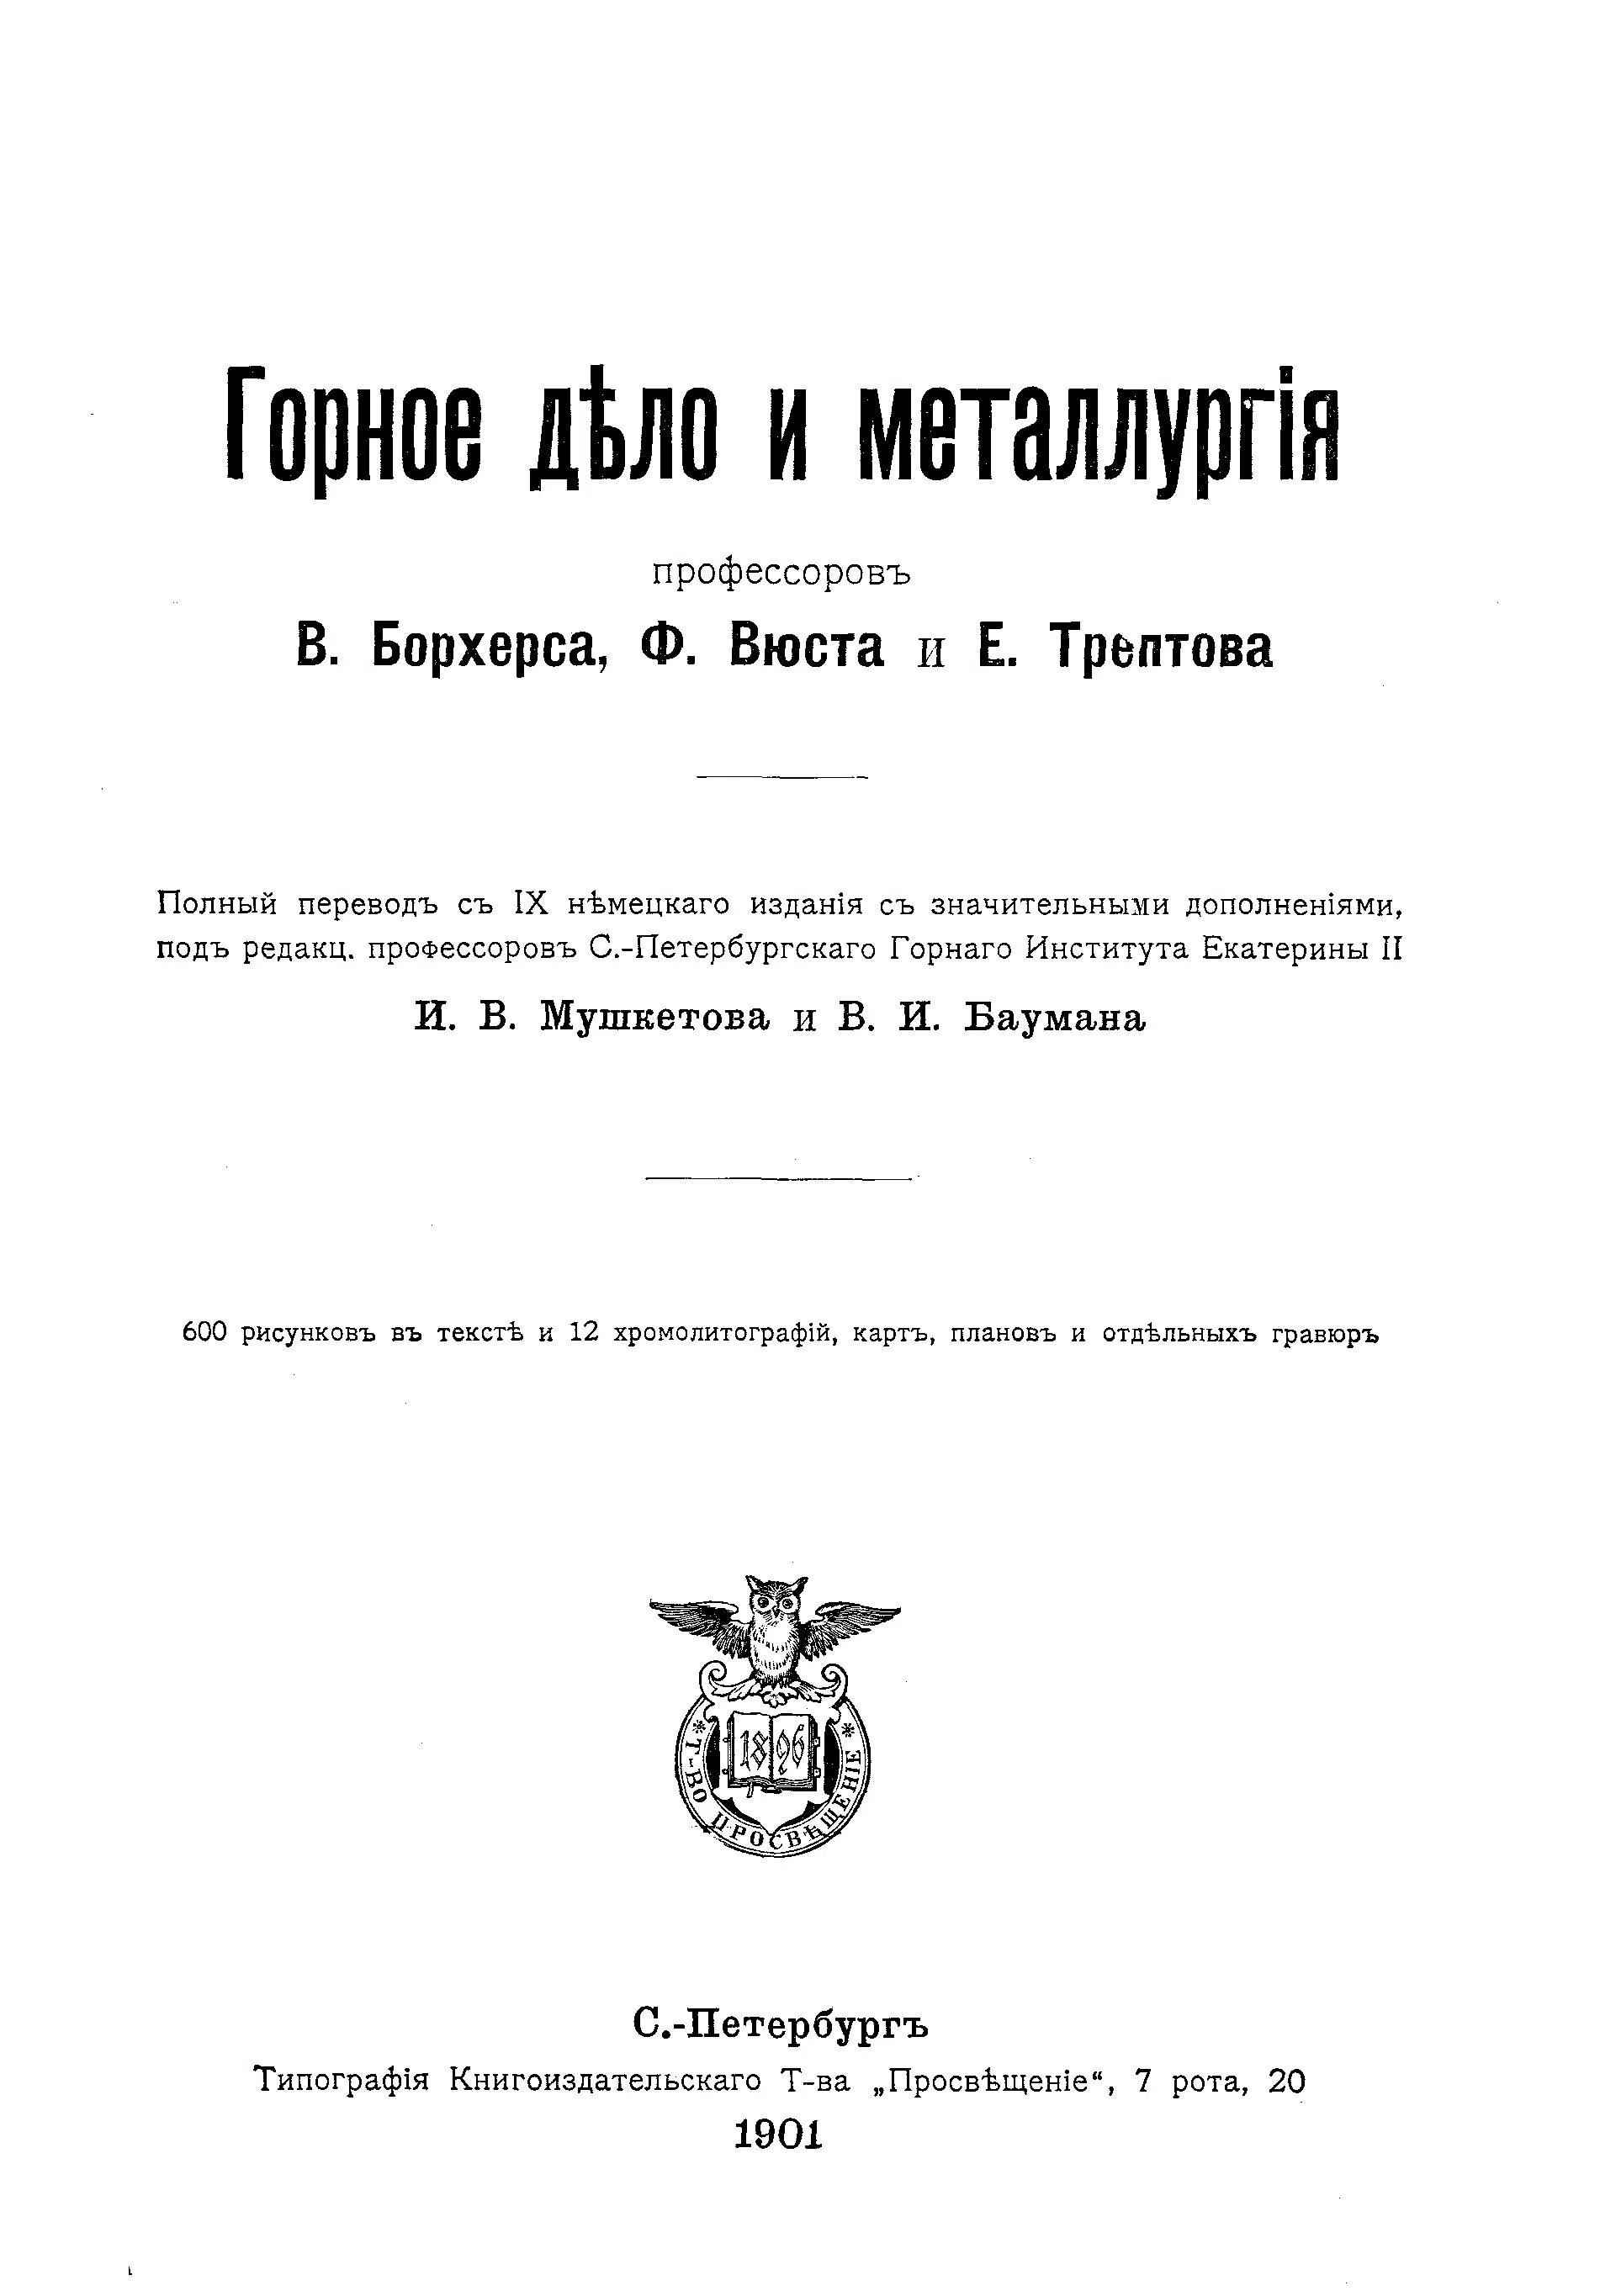 Горное дѣло и металлургія
профессоровъ
В. Борхерса, Ф. Вюста и Е. Трептова
Полный переводъ съ IX нѣмецкаго изданія съ значительными дополненіями,
подъ редакц. профессоровъ С.-Петербургскаго Горнаго Института Екатерины II
И. В. Мушкетова и В. И. Баумана
600 рисунковъ въ текстѣ и 12 хромолитографій, картъ, плановъ и отдѣльныхъ гравюръ
1896
* Т-ВО ПРОСВѢЩЕНІЕ *
С.-Петербургъ
Типографія Книгоиздательскаго Т-ва „Просвѣщеніе“, 7 рота, 20
1901